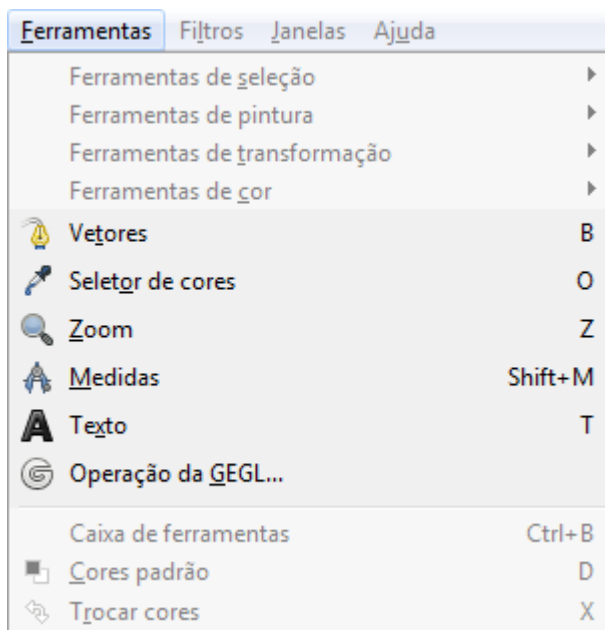 Ferramentas Filtros Janelas Ajuda
Ferramentas de seleção
Ferramentas de pintura
Ferramentas de transformação
Ferramentas de cor
Vetores B
Seletor de cores O
Zoom Z
Medidas Shift+M
Texto T
Operação da GEGL...
Caixa de ferramentas Ctrl+B
Cores padrão D
Trocar cores X